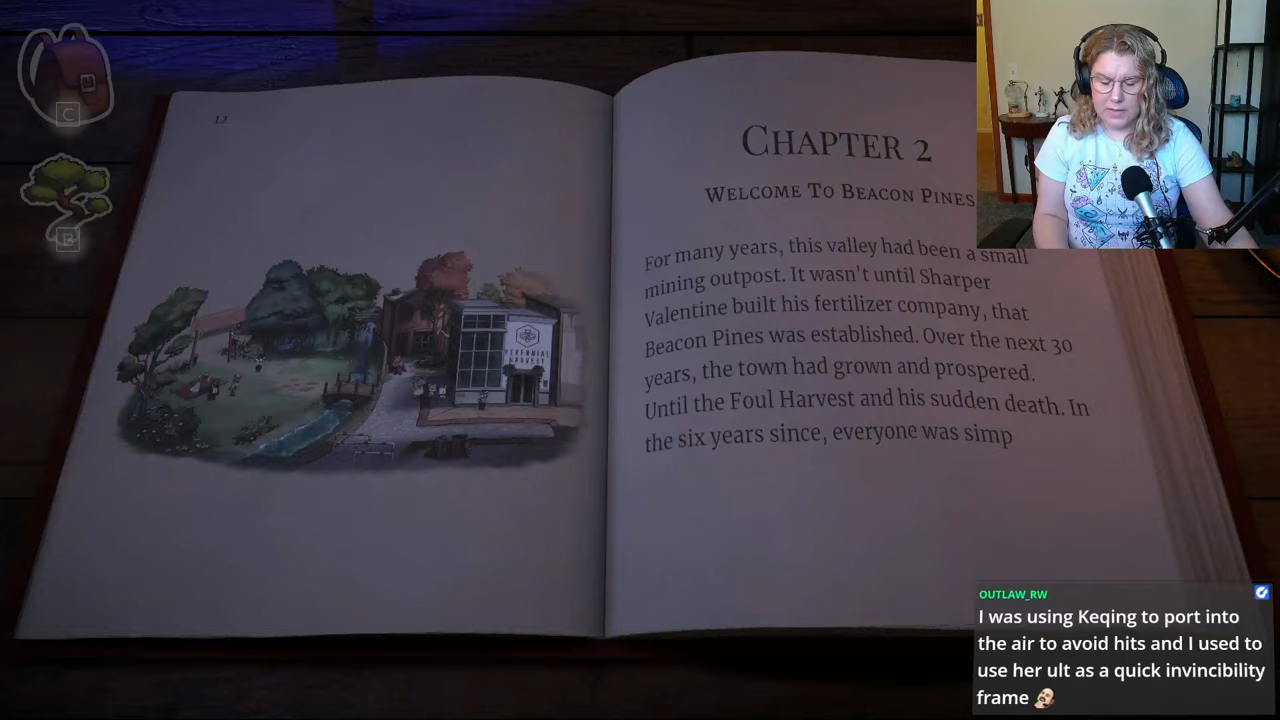 C
B
12
PERENNIAL
HARVEST
CHAPTER 2
WELCOME TO BEACON PINES
For many years, this valley had been a small
mining outpost. It wasn't until Sharper
Valentine built his fertilizer company, that
Beacon Pines was established. Over the next 30
years, the town had grown and prospered.
Until the Foul Harvest and his sudden death. In
the six years since, everyone was simp
OUTLAW_RW
I was using Keqing to port into
the air to avoid hits and I used to
use her ult as a quick invincibility
frame